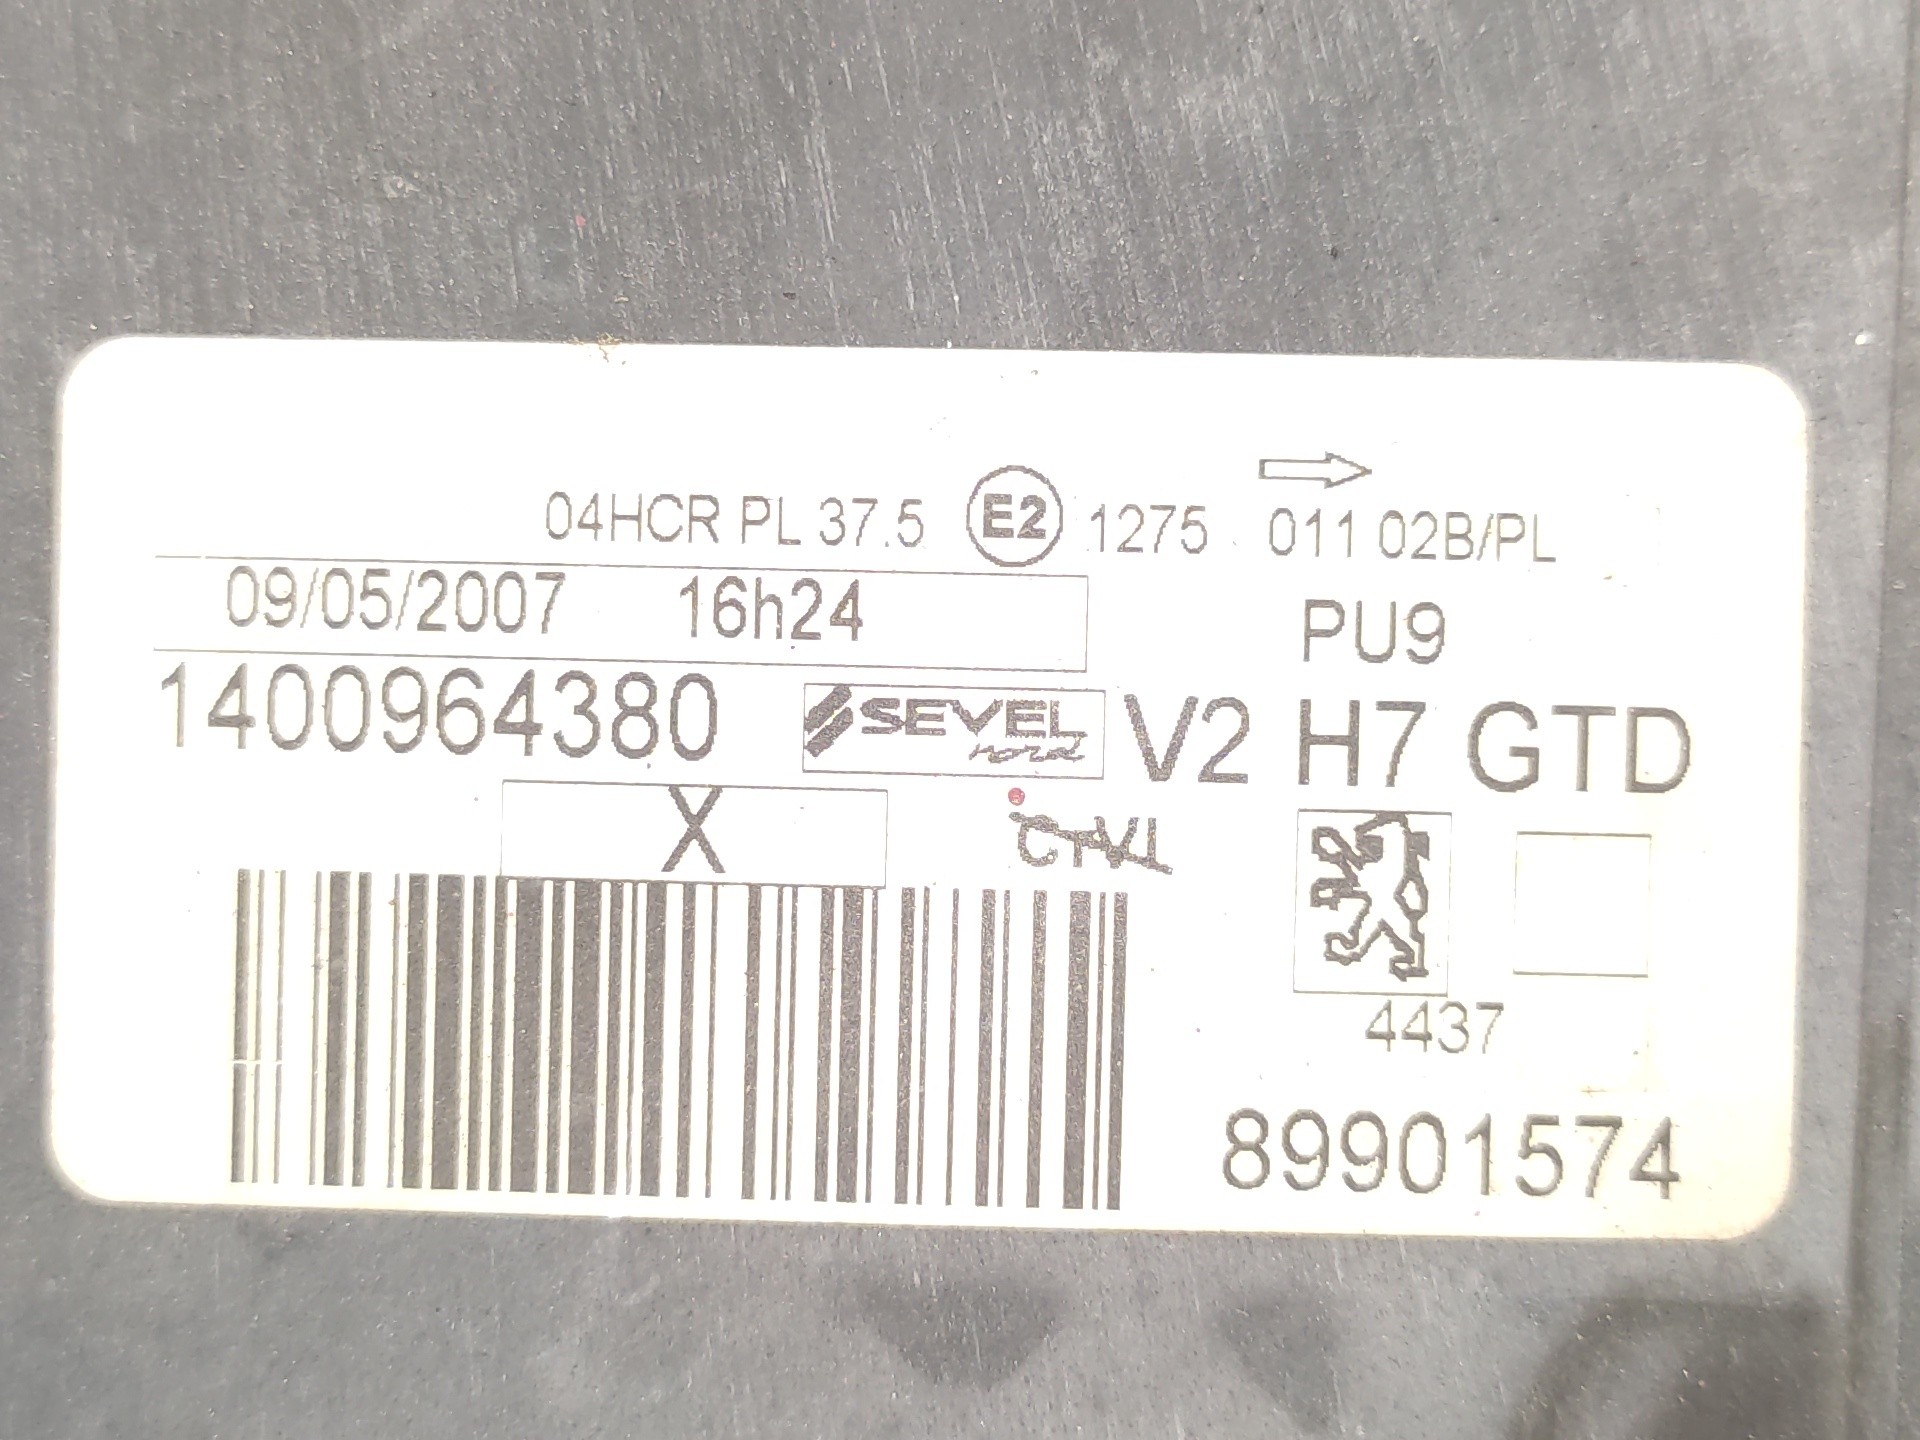 04HCR PL 37.5 E2 1275 011 02B/PL
09/05/2007 16h24
PU9
1400964380 SEVEL nord V2 H7 GTD
X
4437
89901574